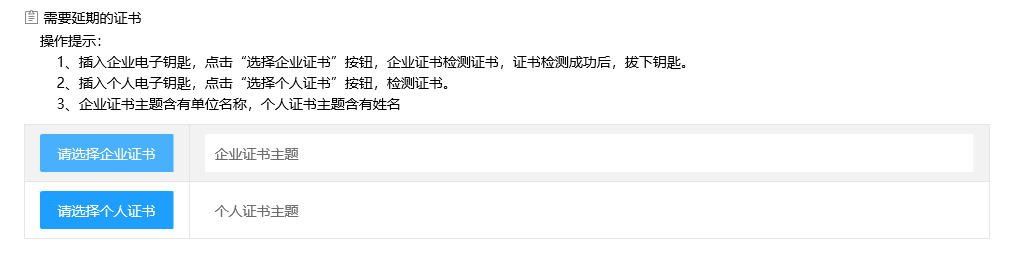 需要延期的证书
操作提示：
1、插入企业电子钥匙，点击“选择企业证书”按钮，企业证书检测证书，证书检测成功后，拔下钥匙。
2、插入个人电子钥匙，点击“选择个人证书”按钮，检测证书。
3、企业证书主题含有单位名称，个人证书主题含有姓名
请选择企业证书 企业证书主题
请选择个人证书 个人证书主题